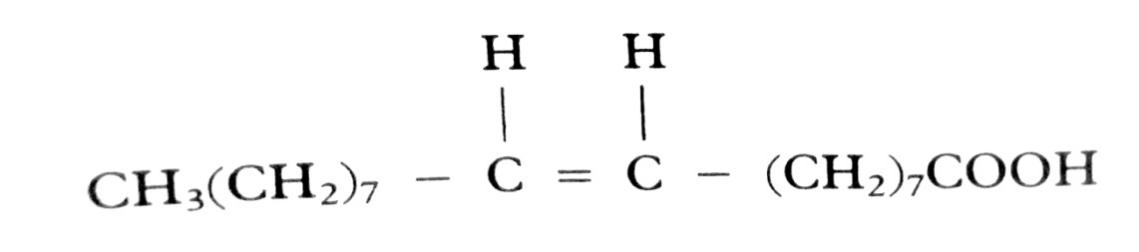 H H
| |
CH₃(CH₂)₇ – C = C – (CH₂)₇COOH